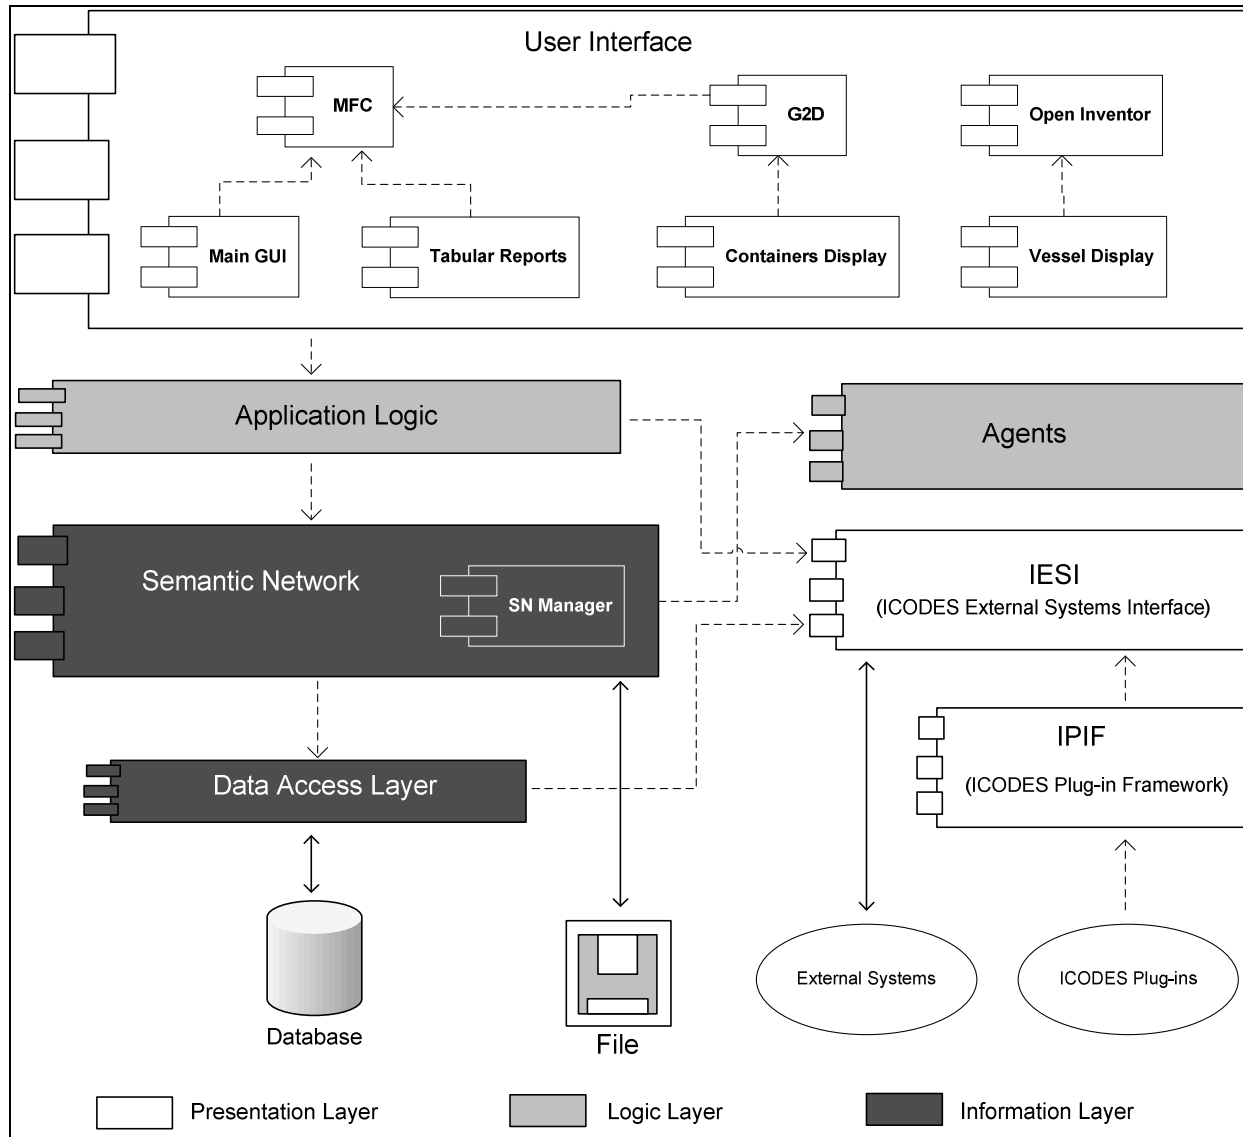 User Interface
MFC
G2D
Open Inventor
Main GUI
Tabular Reports
Containers Display
Vessel Display
Application Logic
Agents
Semantic Network
SN Manager
IESI
(ICODES External Systems Interface)
IPIF
(ICODES Plug-in Framework)
Data Access Layer
External Systems
ICODES Plug-ins
Database
File
Presentation Layer
Logic Layer
Information Layer